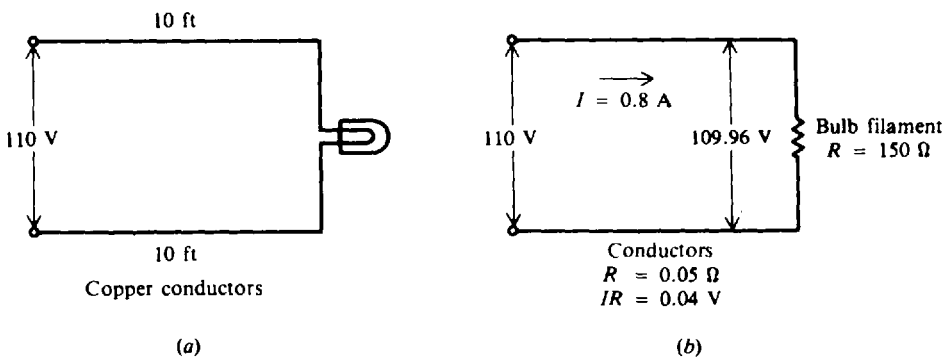 10 ft
110 V
10 ft
Copper conductors
(a)
I = 0.8 A
110 V
109.96 V
Bulb filament
R = 150 Ω
Conductors
R = 0.05 Ω
IR = 0.04 V
(b)